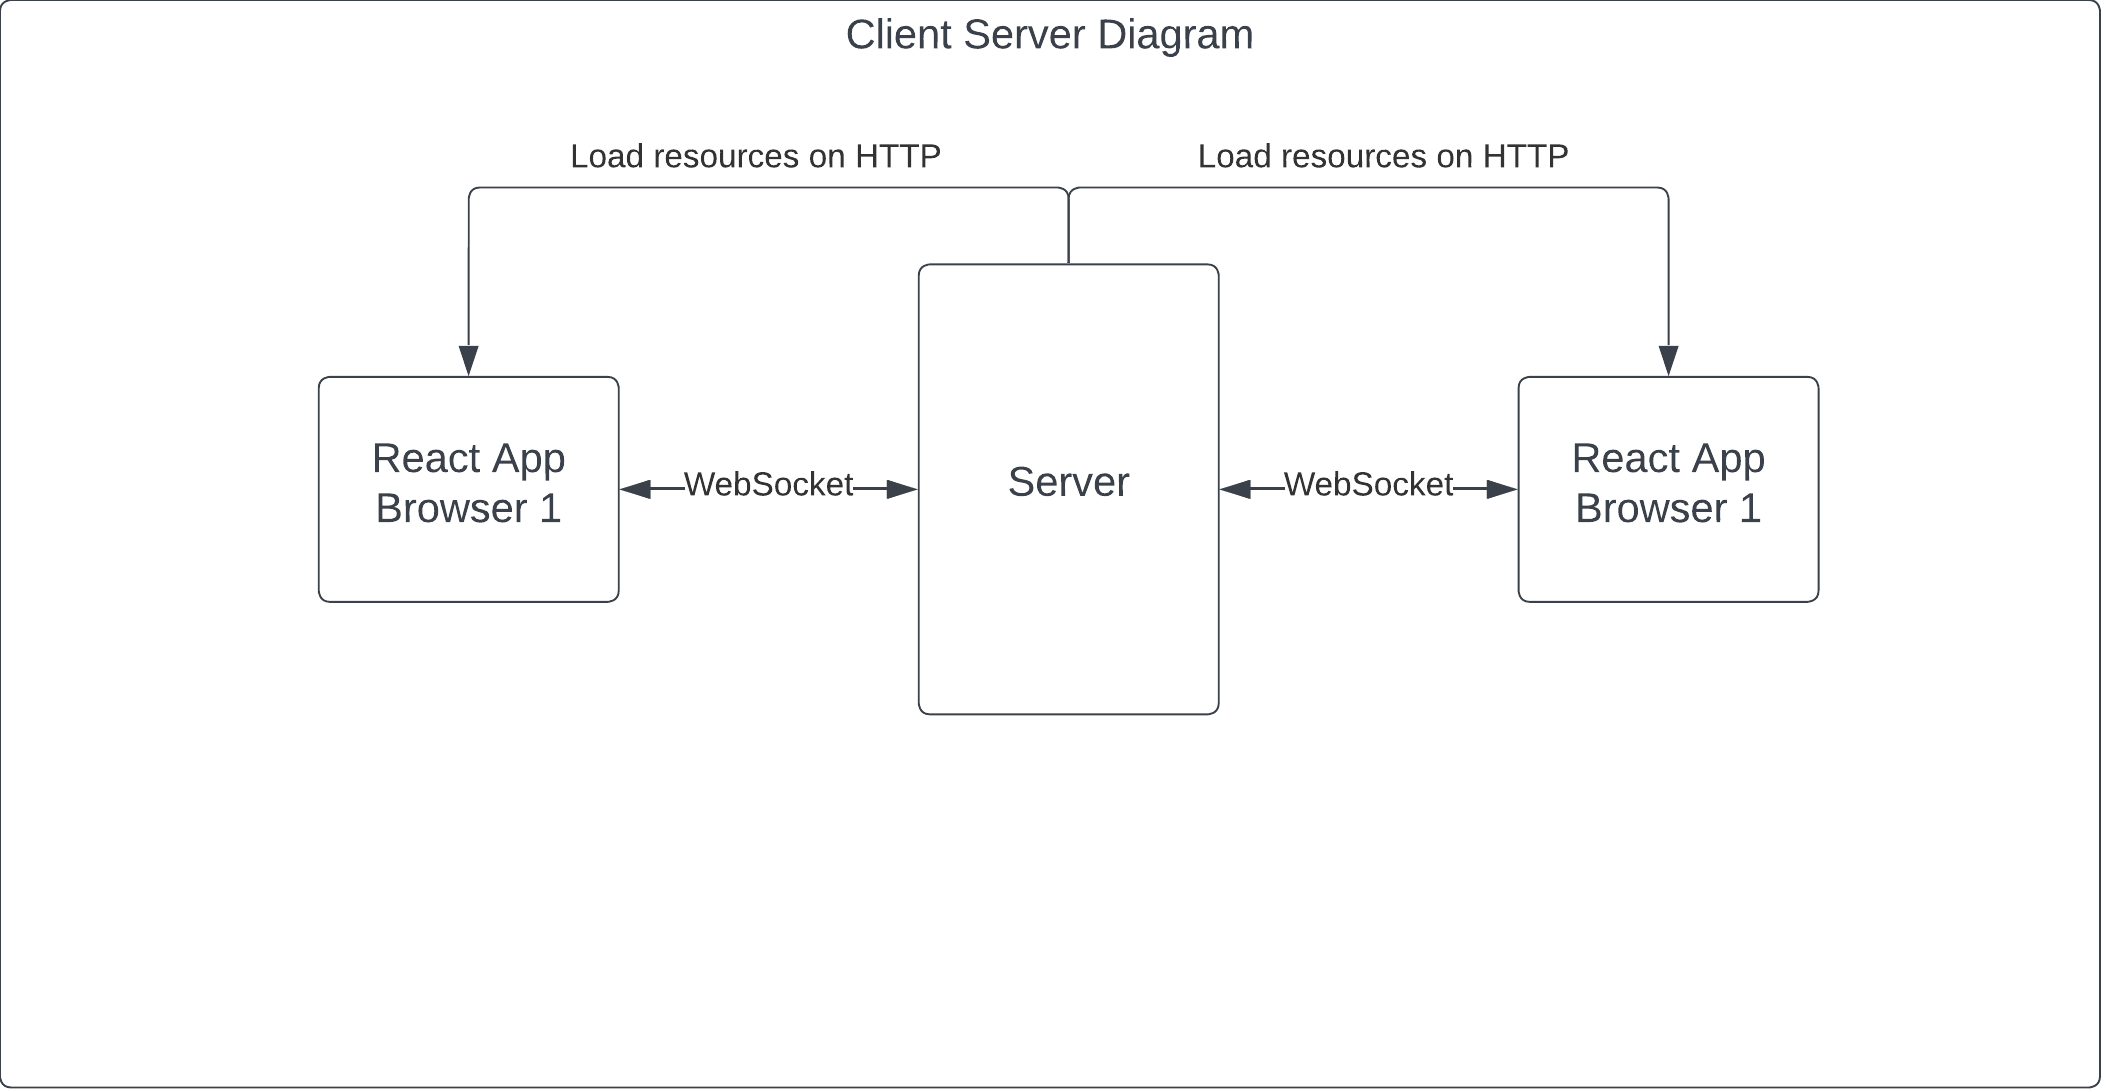 Client Server Diagram
Load resources on HTTP
Load resources on HTTP
React App
Browser 1
WebSocket
Server
WebSocket
React App
Browser 1